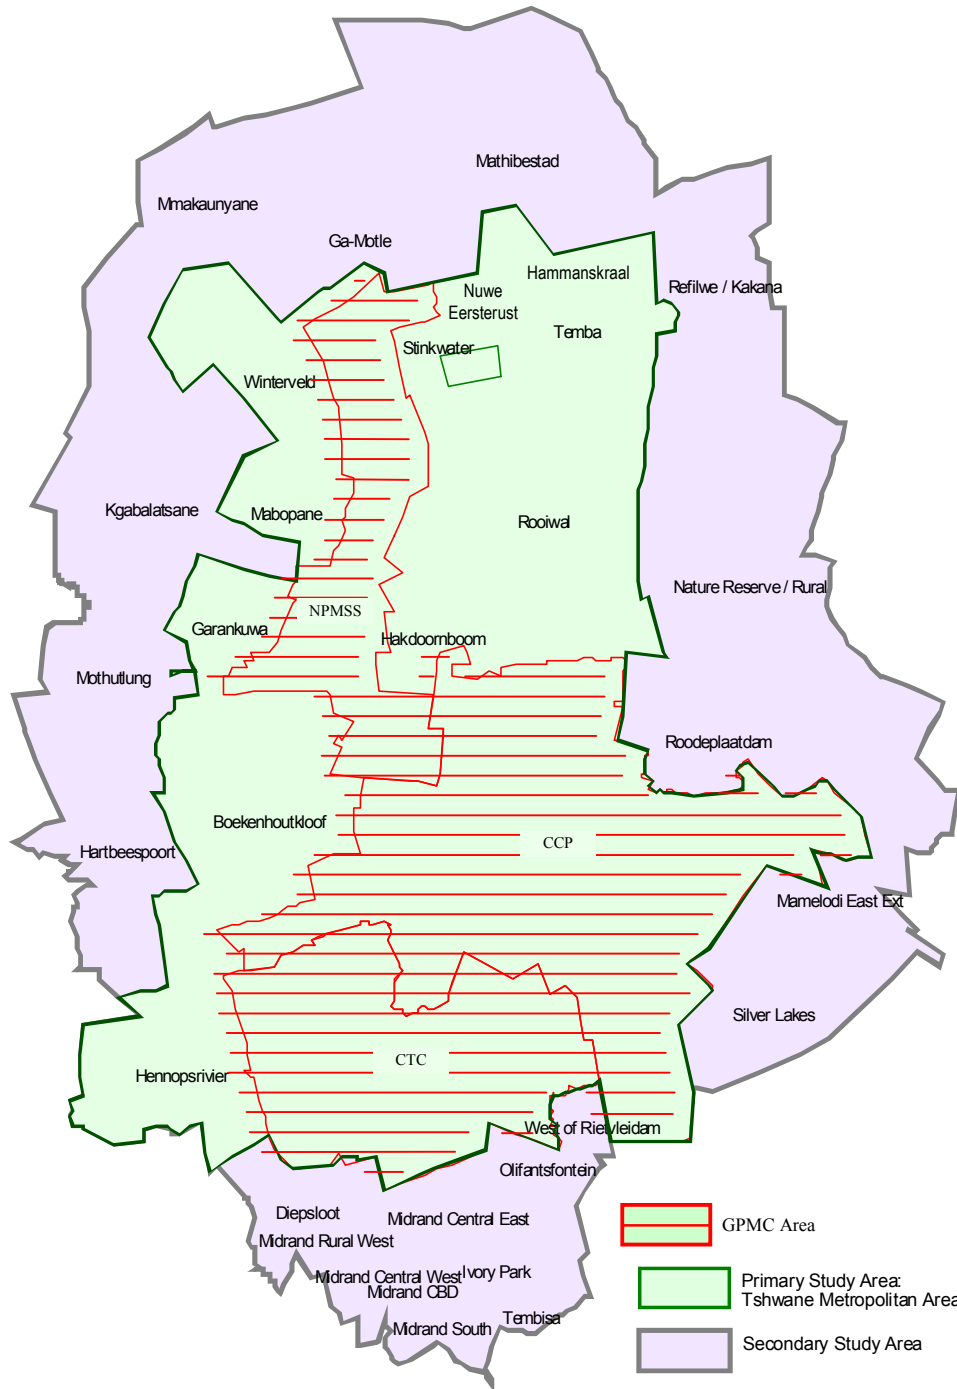 Mathibestad
Mmakaunyane
Ga-Motle
Hammanskraal
Refilwe / Kakana
Nuwe
Eersterust
Temba
Stinkwater
Winterveld
Kgabalatsane
Mabopane
Rooiwal
Nature Reserve / Rural
NPMSS
Garankuwa
Hakdoornboom
Mothutlung
Roodeplaatdam
Boekenhoutkloof
CCP
Hartbeespoort
Mamelodi East Ext
Silver Lakes
CTC
Hennopsrivier
West of Rietvleidam
Olifantsfontein
Diepsloot
Midrand Central East
Midrand Rural West
Midrand Central West
Ivory Park
Midrand CBD
Tembisa
Midrand South
GPMC Area
Primary Study Area:
Tshwane Metropolitan Area
Secondary Study Area